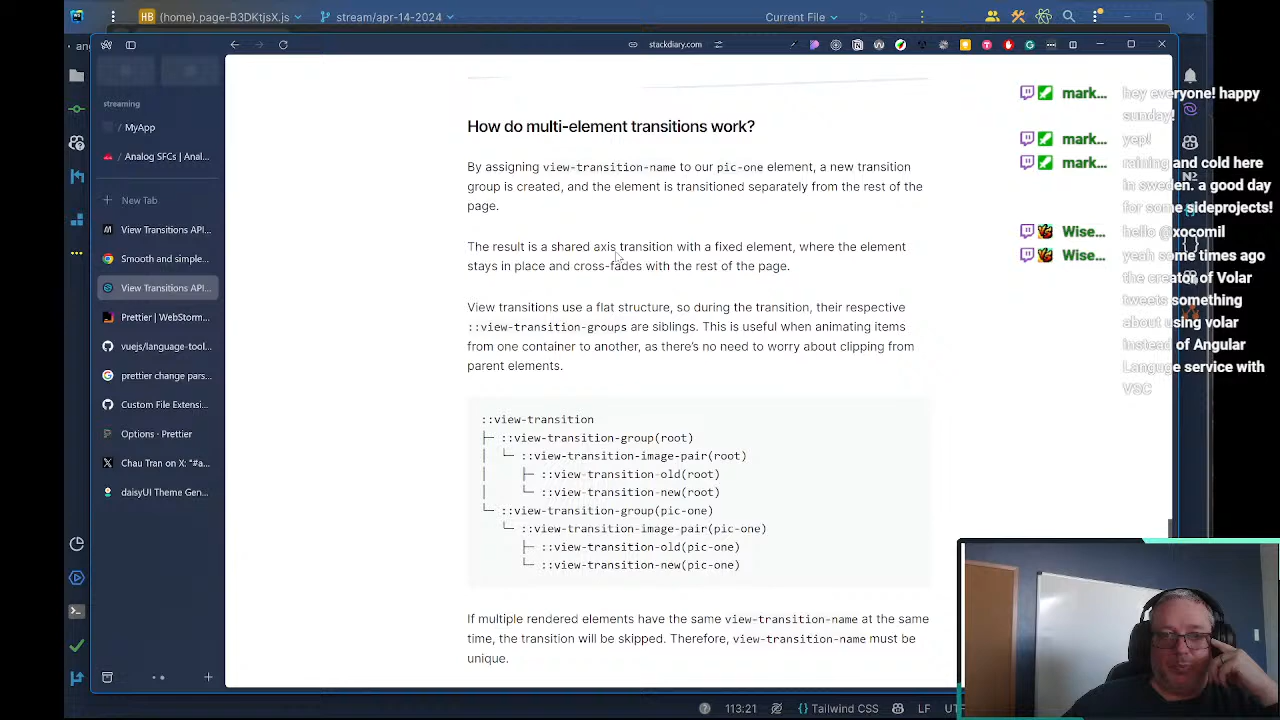 HB (home).page-B3DKtjsX.js
stream/apr-14-2024
Current File
stackdiary.com
streaming
/ MyApp
/ Analog SFCs | Anal...
New Tab
View Transitions API...
Smooth and simple...
View Transitions API...
Prettier | WebStorm...
vuejs/language-tool...
prettier change pars...
Custom File Extensi...
Options · Prettier
Chau Tran on X: "#a...
daisyUI Theme Gen...
How do multi-element transitions work?
By assigning view-transition-name to our pic-one element, a new transition
group is created, and the element is transitioned separately from the rest of the
page.
The result is a shared axis transition with a fixed element, where the element
stays in place and cross-fades with the rest of the page.
View transitions use a flat structure, so during the transition, their respective
::view-transition-groups are siblings. This is useful when animating items
from one container to another, as there's no need to worry about clipping from
parent elements.
::view-transition
├─ ::view-transition-group(root)
│  └─ ::view-transition-image-pair(root)
│     ├─ ::view-transition-old(root)
│     └─ ::view-transition-new(root)
└─ ::view-transition-group(pic-one)
   └─ ::view-transition-image-pair(pic-one)
      ├─ ::view-transition-old(pic-one)
      └─ ::view-transition-new(pic-one)
If multiple rendered elements have the same view-transition-name at the same
time, the transition will be skipped. Therefore, view-transition-name must be
unique.
mark... hey everyone! happy
sunday!
mark... yep!
mark... raining and cold here
in sweden. a good day
for some sideprojects!
Wise... hello @xocomil
Wise... yeah some times ago
the creator of Volar
tweets something
about using volar
instead of Angular
Languge service with
VSC
113:21
Tailwind CSS
LF